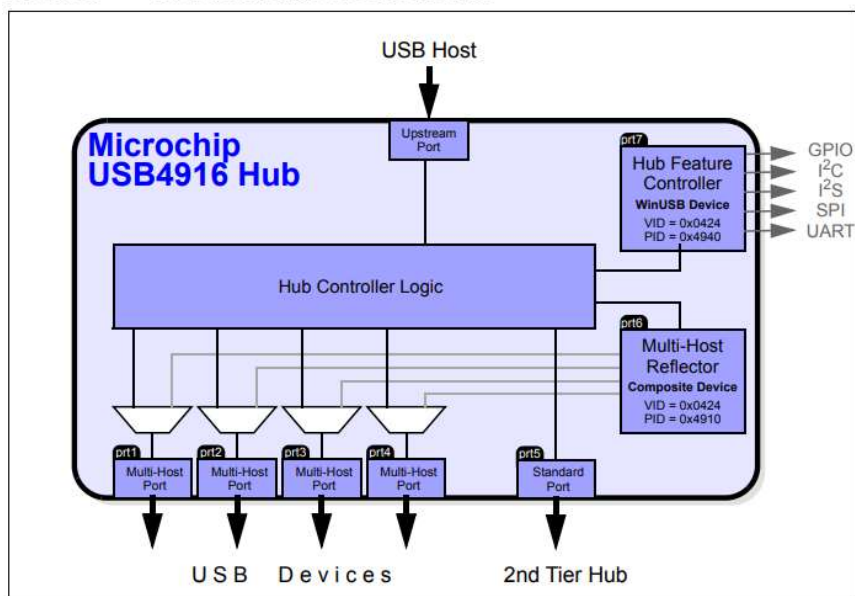 USB Host
Microchip
USB4916 Hub
Upstream
Port
prt7
Hub Feature
Controller
WinUSB Device
VID = 0x0424
PID = 0x4940
GPIO
I²C
I²S
SPI
UART
Hub Controller Logic
prt6
Multi-Host
Reflector
Composite Device
VID = 0x0424
PID = 0x4910
prt1
Multi-Host
Port
prt2
Multi-Host
Port
prt3
Multi-Host
Port
prt4
Multi-Host
Port
prt5
Standard
Port
USB Devices
2nd Tier Hub